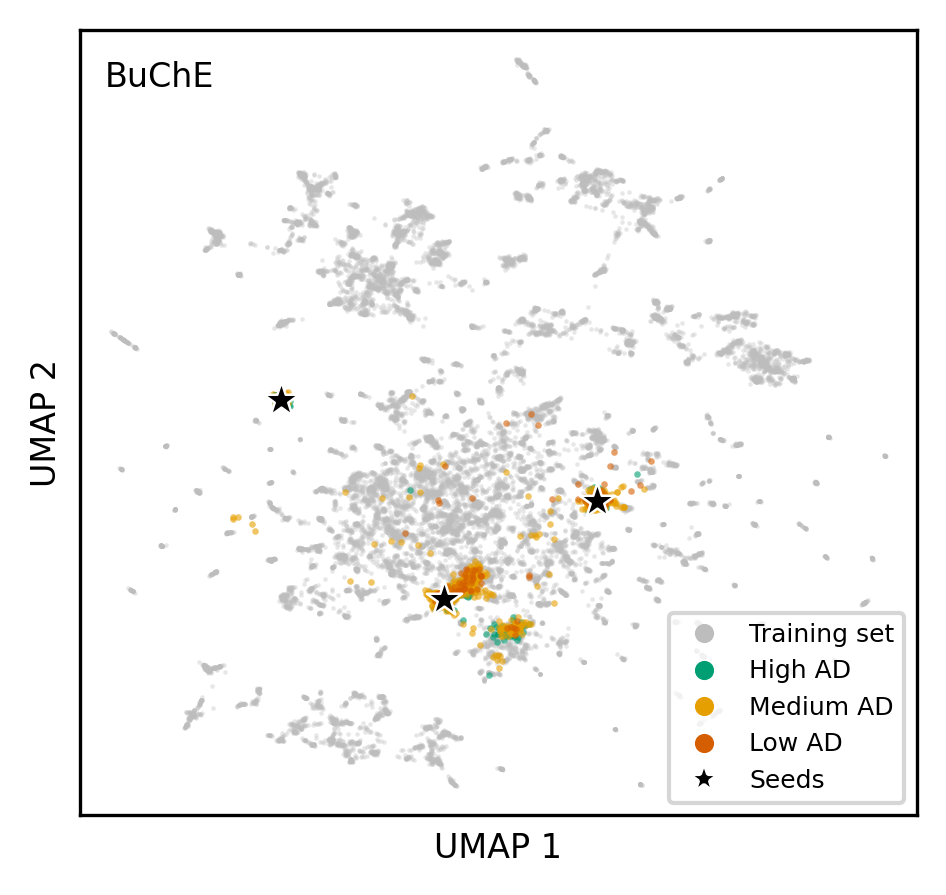 BuChE
UMAP 2
Training set
High AD
Medium AD
Low AD
Seeds
UMAP 1